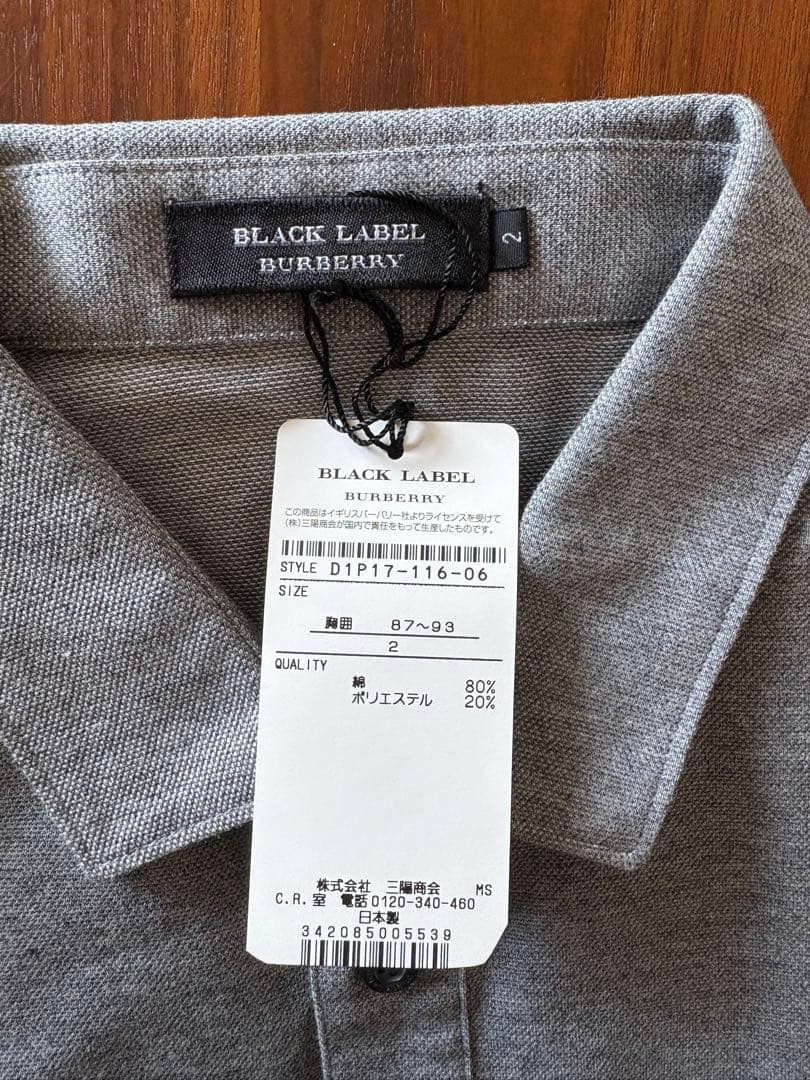 BLACK LABEL
BURBERRY
2
BLACK LABEL
BURBERRY
この商品はイギリスバーバリー社よりライセンスを受けて
(株)三陽商会が国内で責任をもって生産したものです。
STYLE D1P17-116-06
SIZE
胸囲 87〜93
2
QUALITY
綿 80%
ポリエステル 20%
株式会社 三陽商会 MS
C.R.室 電話0120-340-460
日本製
342085005539